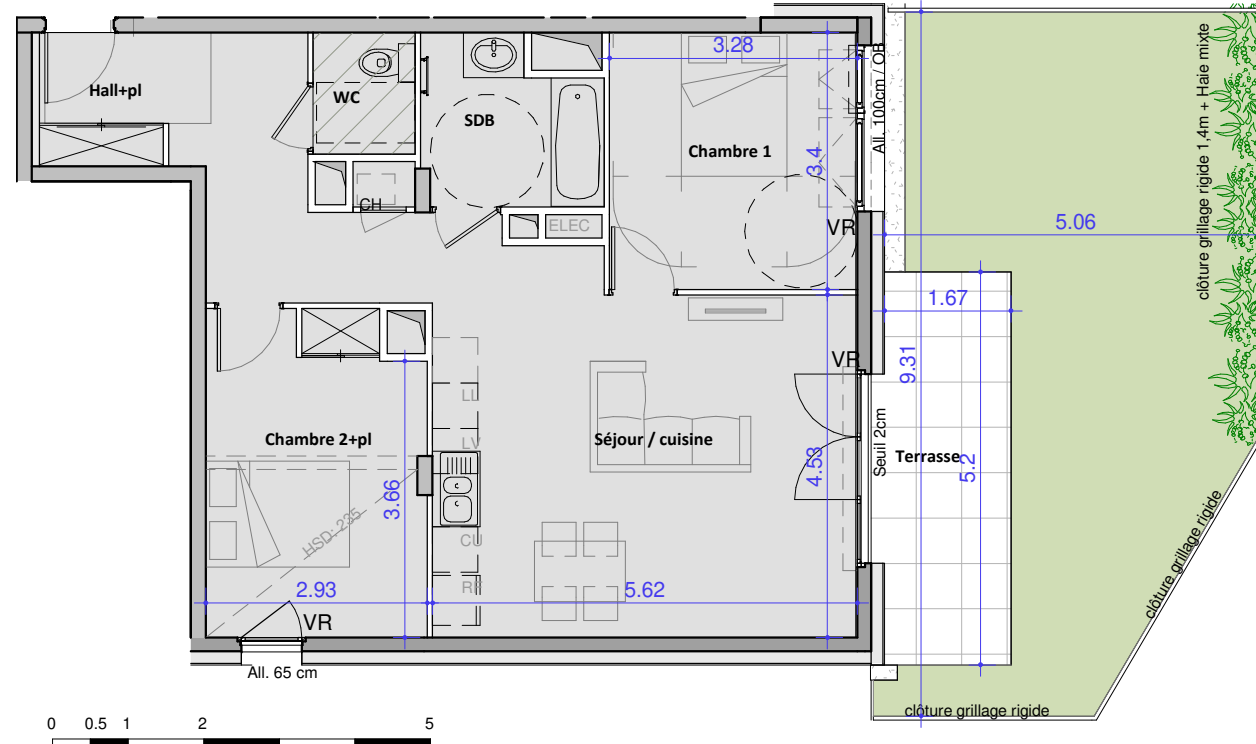 3.28
Hall+pl
WC
SDB
Chambre 1
3.4
All. 100cm / OB
clôture grillage rigide 1,4m + Haie mixte
CH
ELEC
VR
5.06
1.67
VR
9.31
LL
LV
Chambre 2+pl
Séjour / cuisine
4.53
Seuil 2cm
Terrasse
5.2
3.66
HSD: 235
CU
RF
2.93
5.62
VR
clôture grillage rigide
All. 65 cm
clôture grillage rigide
0 0.5 1 2 5